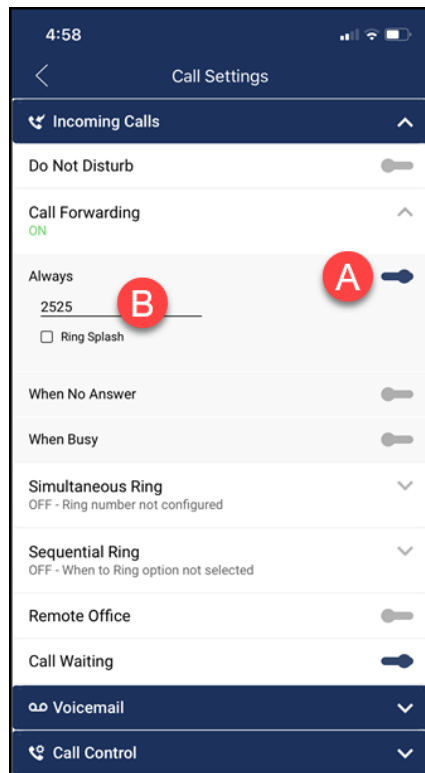 4:58
Call Settings
Incoming Calls
Do Not Disturb
Call Forwarding
ON
Always
A
2525
B
Ring Splash
When No Answer
When Busy
Simultaneous Ring
OFF - Ring number not configured
Sequential Ring
OFF - When to Ring option not selected
Remote Office
Call Waiting
Voicemail
Call Control